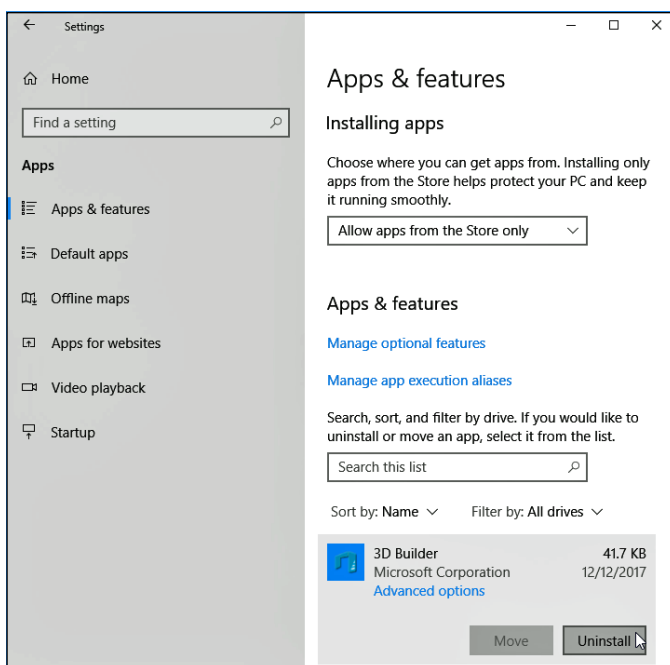 Settings
Home
Find a setting
Apps
Apps & features
Default apps
Offline maps
Apps for websites
Video playback
Startup
Apps & features
Installing apps
Choose where you can get apps from. Installing only
apps from the Store helps protect your PC and keep
it running smoothly.
Allow apps from the Store only
Apps & features
Manage optional features
Manage app execution aliases
Search, sort, and filter by drive. If you would like to
uninstall or move an app, select it from the list.
Search this list
Sort by: Name Filter by: All drives
3D Builder 41.7 KB
Microsoft Corporation 12/12/2017
Advanced options
Move Uninstall